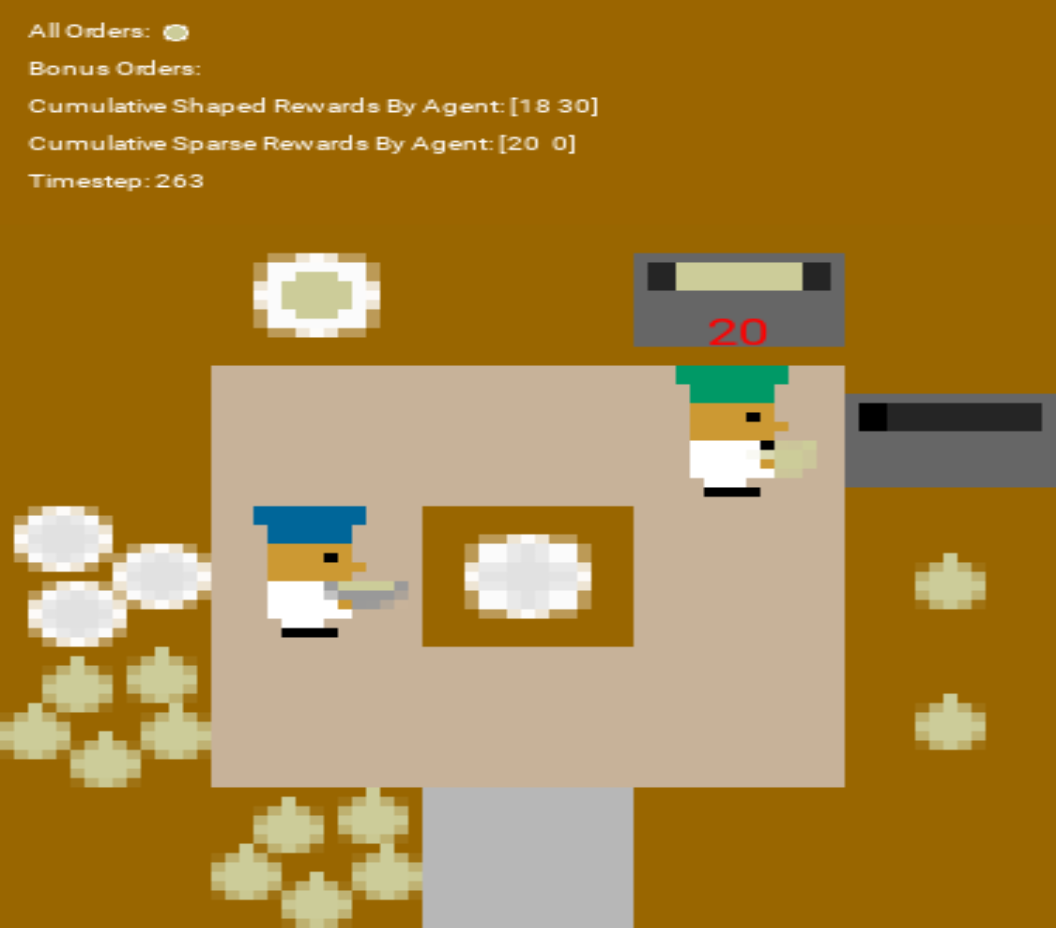 All Orders:
Bonus Orders:
Cumulative Shaped Rewards By Agent: [18 30]
Cumulative Sparse Rewards By Agent: [20  0]
Timestep: 263
20